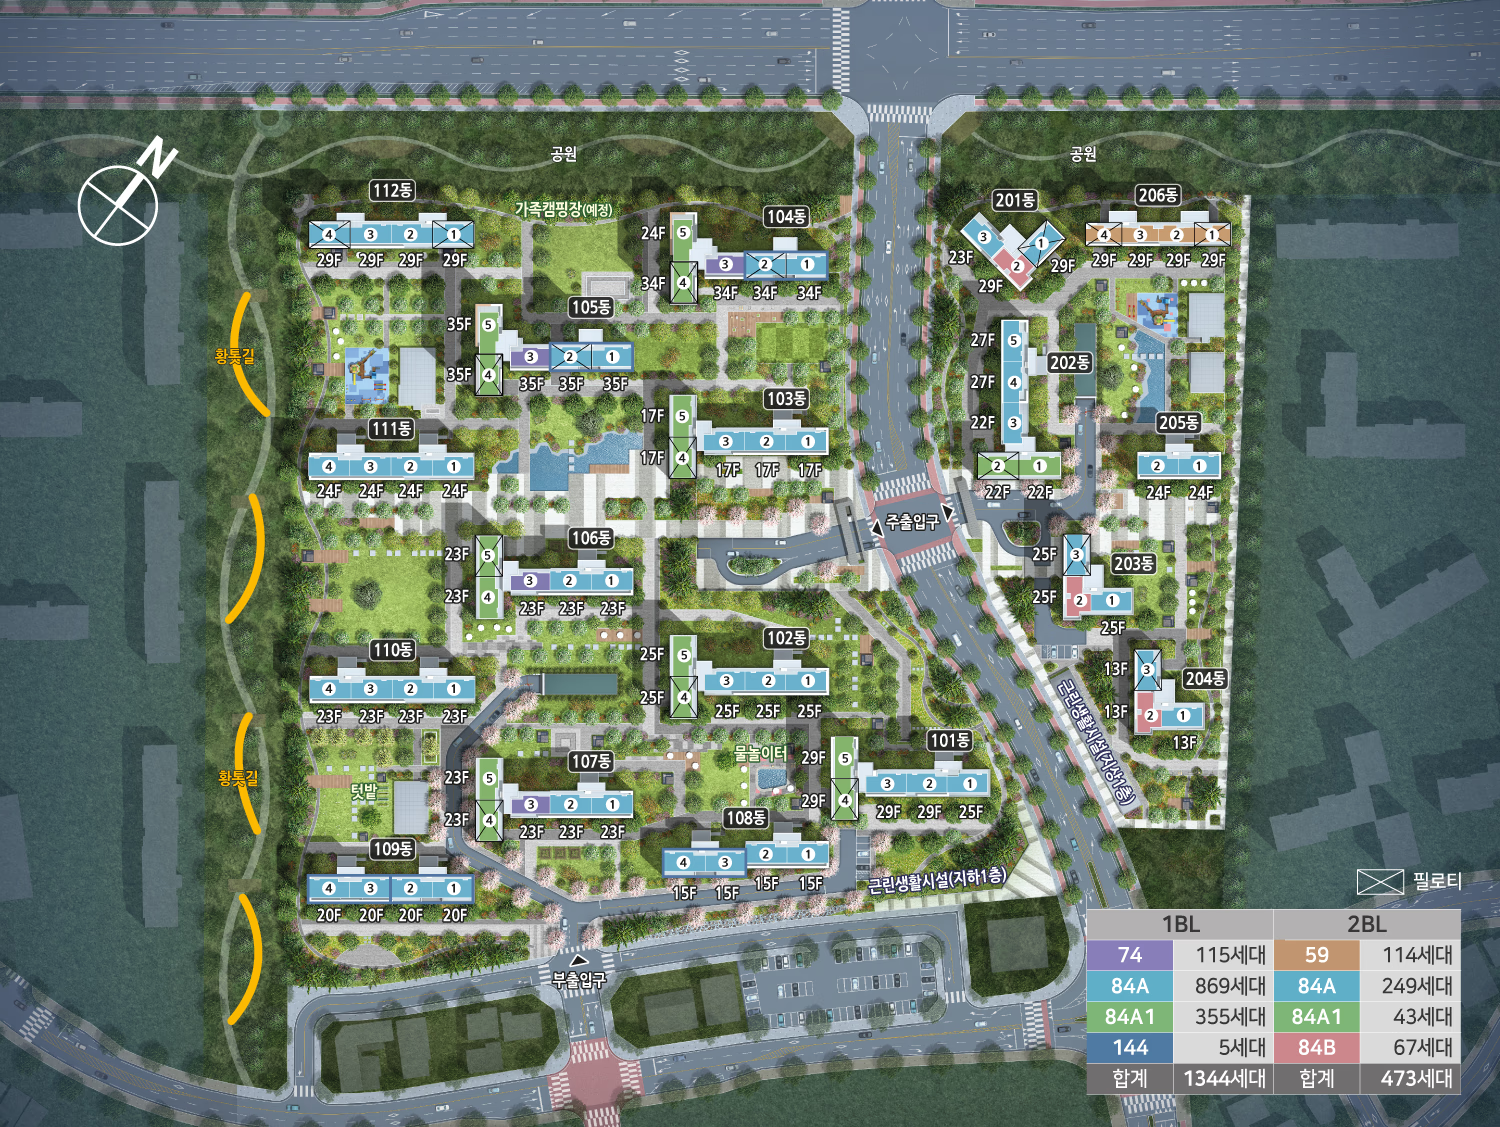 공원
공원
N
112동
4 3 2 1
29F 29F 29F 29F
가족캠핑장(예정)
104동
24F 5
34F 4
3 2 1
34F 34F 34F
201동
3 1 2
23F 29F 29F
206동
4 3 2 1
29F 29F 29F 29F
105동
35F 5
35F 4
3 2 1
35F 35F 35F
황톳길
202동
27F 5
27F 4
22F 3
2 1
22F 22F
111동
4 3 2 1
24F 24F 24F 24F
103동
17F 5
17F 4
3 2 1
17F 17F 17F
205동
2 1
24F 24F
주출입구
106동
23F 5
23F 4
3 2 1
23F 23F 23F
203동
25F 3
25F 2 1
25F
110동
4 3 2 1
23F 23F 23F 23F
102동
25F 5
25F 4
3 2 1
25F 25F 25F
204동
13F 3
13F 2 1
13F
근린생활시설(지상1층)
황톳길
텃밭
107동
23F 5
23F 4
3 2 1
23F 23F 23F
물놀이터
101동
29F 5
29F 4
3 2 1
29F 29F 25F
108동
4 3 2 1
15F 15F 15F 15F
109동
4 3 2 1
20F 20F 20F 20F
근린생활시설(지하1층)
부출입구
필로티
1BL 2BL
74 115세대 59 114세대
84A 869세대 84A 249세대
84A1 355세대 84A1 43세대
144 5세대 84B 67세대
합계 1344세대 합계 473세대